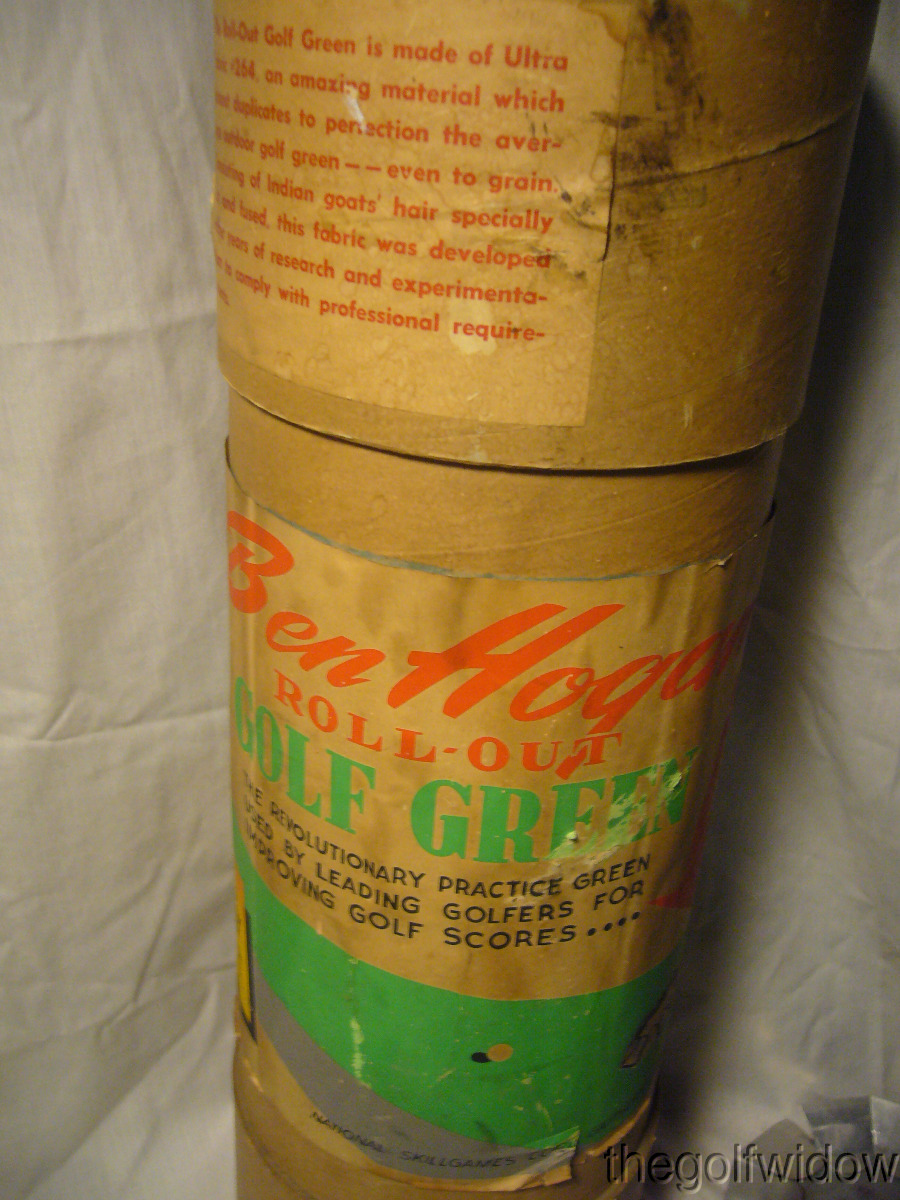 Roll-Out Golf Green is made of Ultra
#264, an amazing material which
duplicates to perfection the aver-
outdoor golf green -- even to grain.
of Indian goats' hair specially
and fused, this fabric was developed
years of research and experimenta-
to comply with professional require-
Ben Hogan
ROLL-OUT
GOLF GREEN
THE REVOLUTIONARY PRACTICE GREEN
USED BY LEADING GOLFERS FOR
IMPROVING GOLF SCORES ....
NATIONAL SKILLGAMES
thegolfwidow